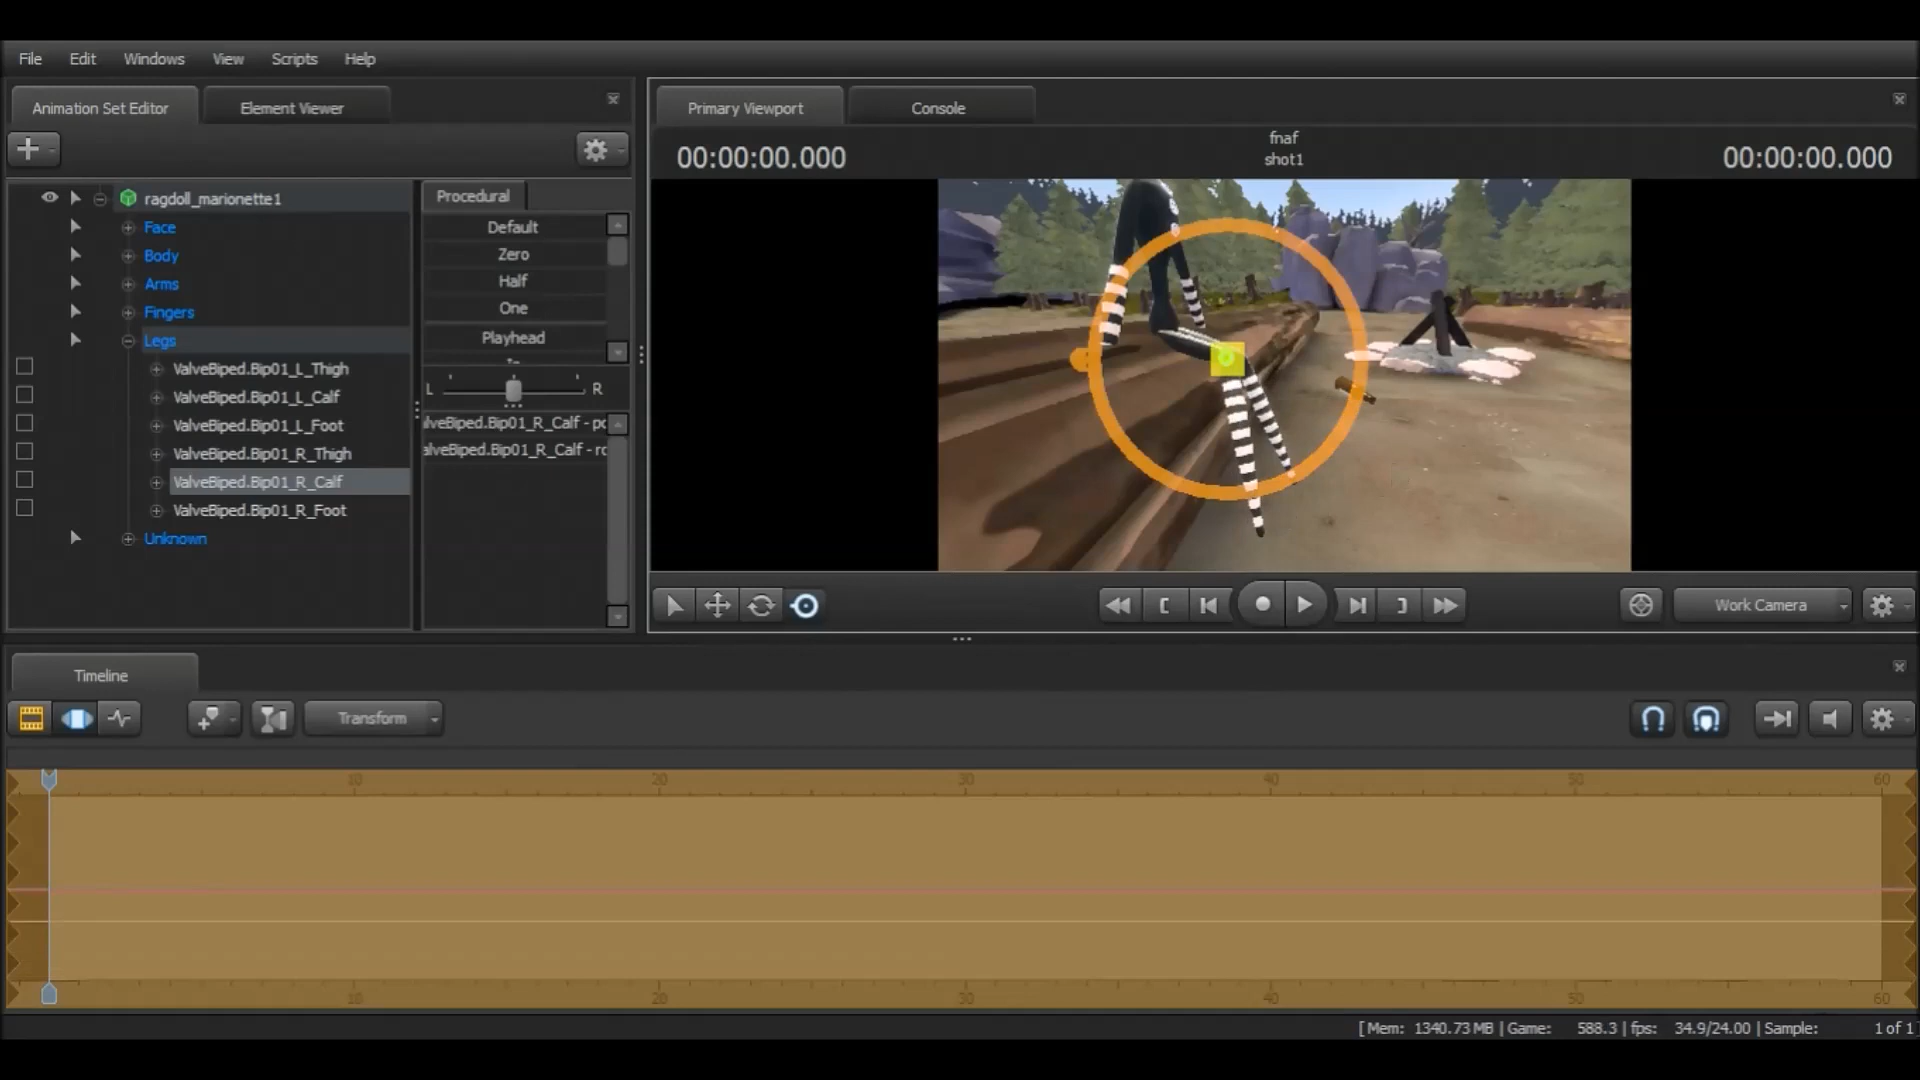 File Edit Windows View Scripts Help
Animation Set Editor Element Viewer
Primary Viewport Console
00:00:00.000
fnaf
shot1
00:00:00.000
ragdoll_marionette1
Face
Body
Arms
Fingers
Legs
ValveBiped.Bip01_L_Thigh
ValveBiped.Bip01_L_Calf
ValveBiped.Bip01_L_Foot
ValveBiped.Bip01_R_Thigh
ValveBiped.Bip01_R_Calf
ValveBiped.Bip01_R_Foot
Unknown
Procedural
Default
Zero
Half
One
Playhead
L R
lveBiped.Bip01_R_Calf - po
alveBiped.Bip01_R_Calf - ro
Work Camera
Timeline
Transform
10 20 30 40 50 60
10 20 30 40 50 60
[ Mem: 1340.73 MB | Game: 588.3 | fps: 34.9/24.00 | Sample: 1 of 1